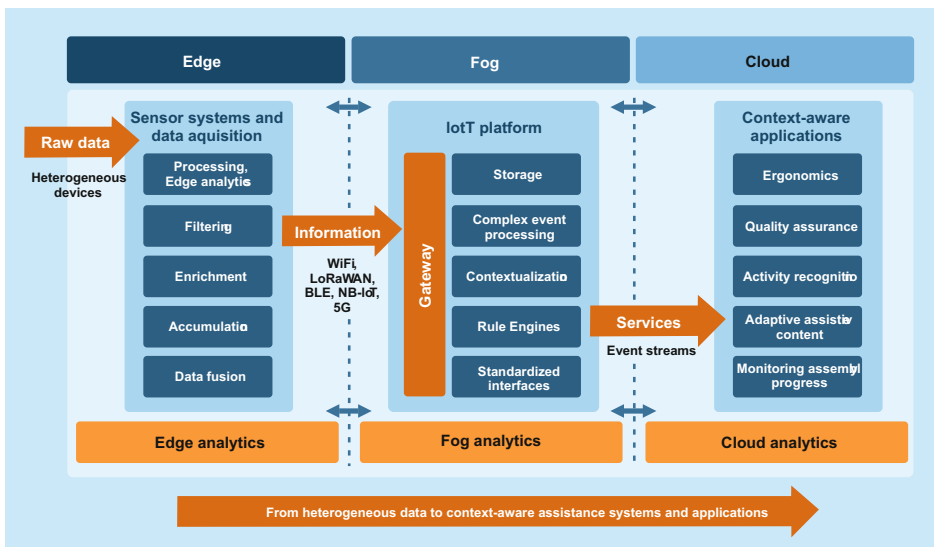 Edge
Fog
Cloud
Raw data
Heterogeneous
devices
Sensor systems and
data aquisition
Processing,
Edge analytics
Filtering
Enrichment
Accumulation
Data fusion
Information
WiFi,
LoRaWAN,
BLE, NB-IoT,
5G
IotT platform
Gateway
Storage
Complex event
processing
Contextualization
Rule Engines
Standardized
interfaces
Services
Event streams
Context-aware
applications
Ergonomics
Quality assurance
Activity recognition
Adaptive assistiv
content
Monitoring assembly
progress
Edge analytics
Fog analytics
Cloud analytics
From heterogeneous data to context-aware assistance systems and applications